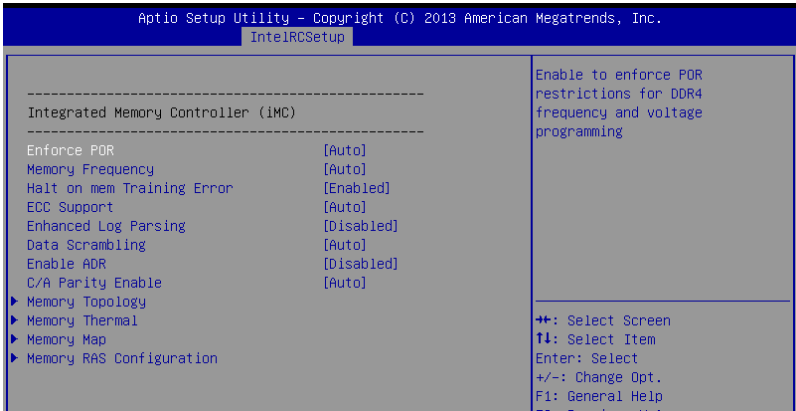 Aptio Setup Utility – Copyright (C) 2013 American Megatrends, Inc.
IntelRCSetup
--------------------------------------------------
Integrated Memory Controller (iMC)
--------------------------------------------------
Enforce POR [Auto]
Memory Frequency [Auto]
Halt on mem Training Error [Enabled]
ECC Support [Auto]
Enhanced Log Parsing [Disabled]
Data Scrambling [Auto]
Enable ADR [Disabled]
C/A Parity Enable [Auto]
Memory Topology
Memory Thermal
Memory Map
Memory RAS Configuration
Enable to enforce POR
restrictions for DDR4
frequency and voltage
programming
→←: Select Screen
↑↓: Select Item
Enter: Select
+/-: Change Opt.
F1: General Help